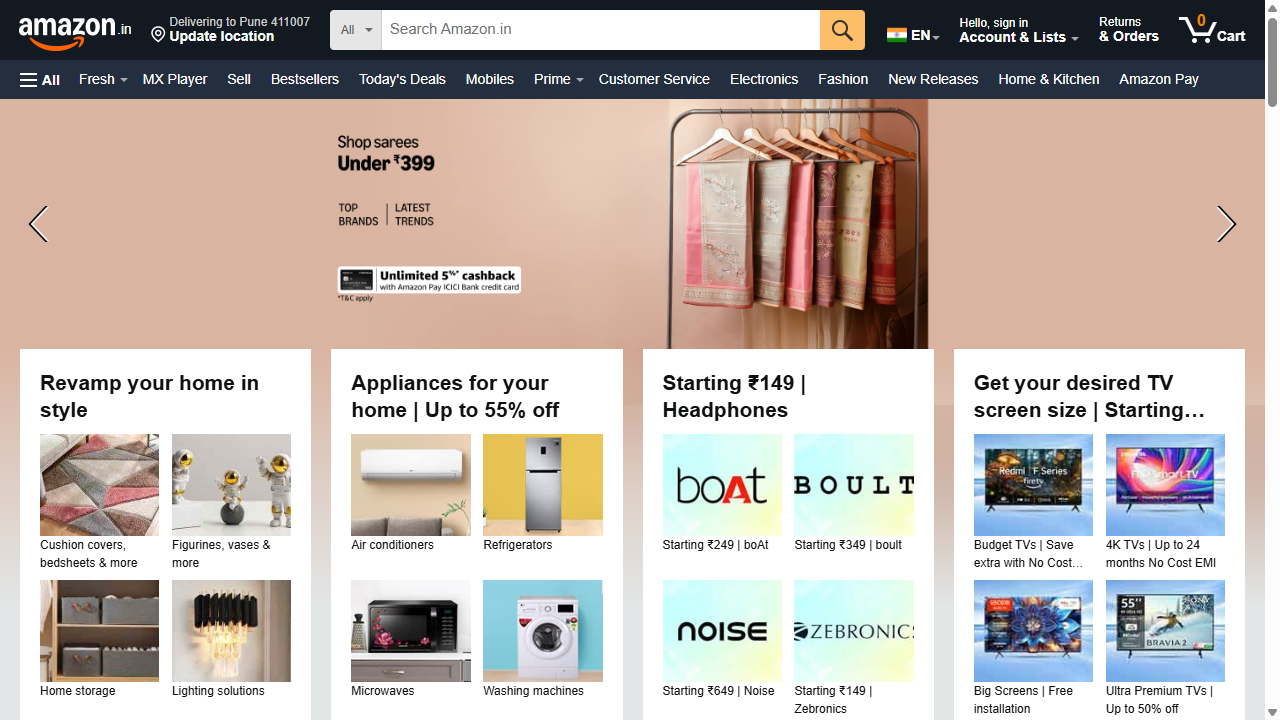 amazon.in
Delivering to Pune 411007
Update location
All
Search Amazon.in
EN
Hello, sign in
Account & Lists
Returns
& Orders
0
Cart
All
Fresh
MX Player
Sell
Bestsellers
Today's Deals
Mobiles
Prime
Customer Service
Electronics
Fashion
New Releases
Home & Kitchen
Amazon Pay
Shop sarees
Under ₹399
TOP BRANDS
LATEST TRENDS
Unlimited 5%* cashback
with Amazon Pay ICICI Bank credit card
*T&C apply
Revamp your home in
style
Cushion covers,
bedsheets & more
Figurines, vases &
more
Home storage
Lighting solutions
Appliances for your
home | Up to 55% off
Air conditioners
Refrigerators
Microwaves
Washing machines
Starting ₹149 |
Headphones
boAt
BOULT
Starting ₹249 | boAt
Starting ₹349 | boult
noise
ZEBRONICS
Starting ₹649 | Noise
Starting ₹149 |
Zebronics
Get your desired TV
screen size | Starting…
Redmi F Series
firetv
Budget TVs | Save
extra with No Cost…
4K TVs | Up to 24
months No Cost EMI
55"
SONY
BRAVIA 2
Big Screens | Free
installation
Ultra Premium TVs |
Up to 50% off